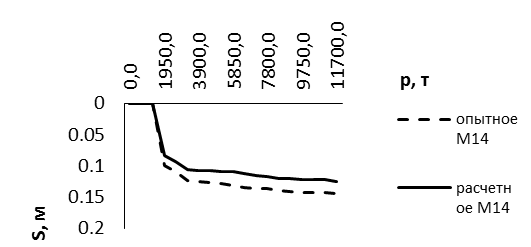 0,0
1950,0
3900,0
5850,0
7800,0
9750,0
11700,0
p, т
0
0.05
0.1
0.15
0.2
S, м
опытное
М14
расчетн
ое М14